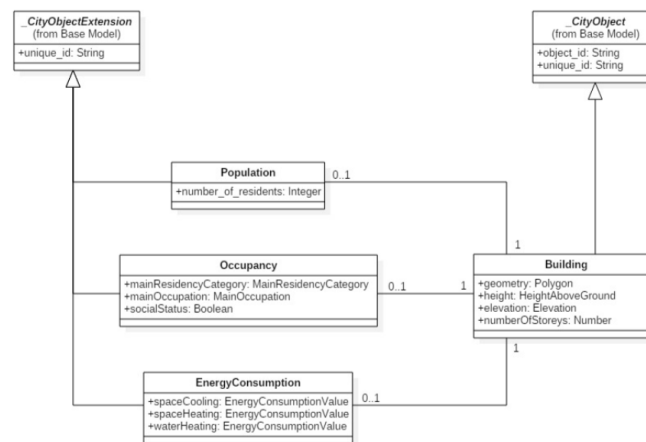 _CityObjectExtension
(from Base Model)
+unique_id: String
_CityObject
(from Base Model)
+object_id: String
+unique_id: String
Population
+number_of_residents: Integer
0..1
1
Occupancy
+mainResidencyCategory: MainResidencyCategory
+mainOccupation: MainOccupation
+socialStatus: Boolean
0..1
1
Building
+geometry: Polygon
+height: HeightAboveGround
+elevation: Elevation
+numberOfStoreys: Number
1
EnergyConsumption
+spaceCooling: EnergyConsumptionValue
+spaceHeating: EnergyConsumptionValue
+waterHeating: EnergyConsumptionValue
0..1